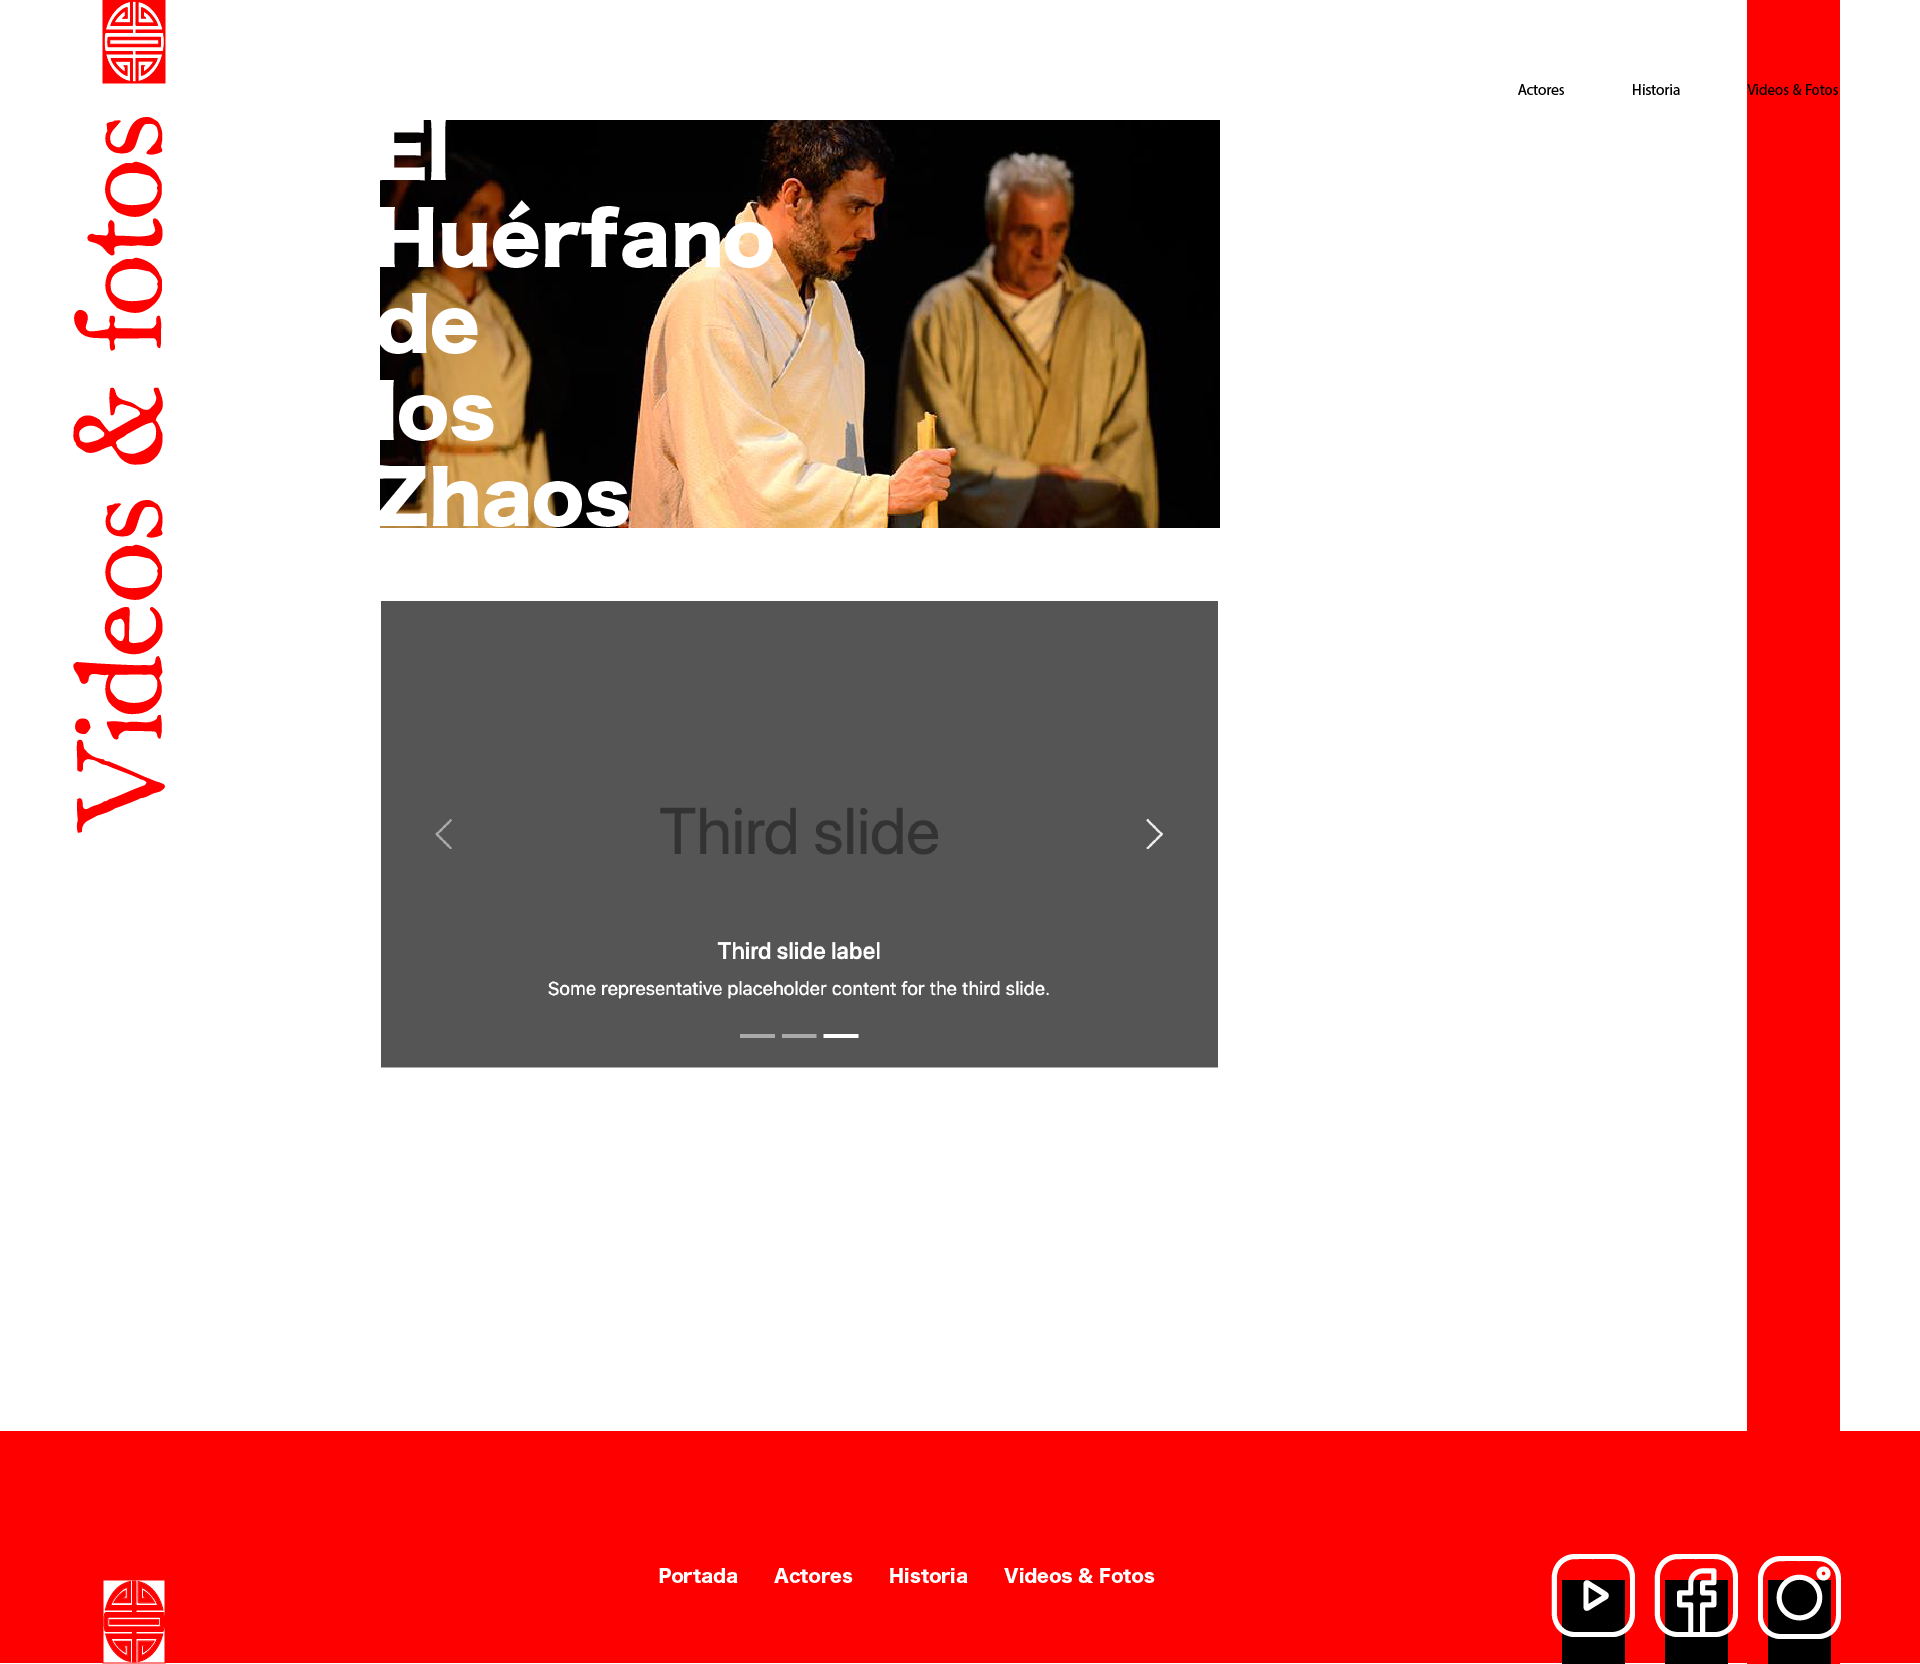 Videos & fotos
Actores
Historia
Videos & Fotos
El
Huérfano
de
los
Zhaos
Third slide
Third slide label
Some representative placeholder content for the third slide.
Portada
Actores
Historia
Videos & Fotos